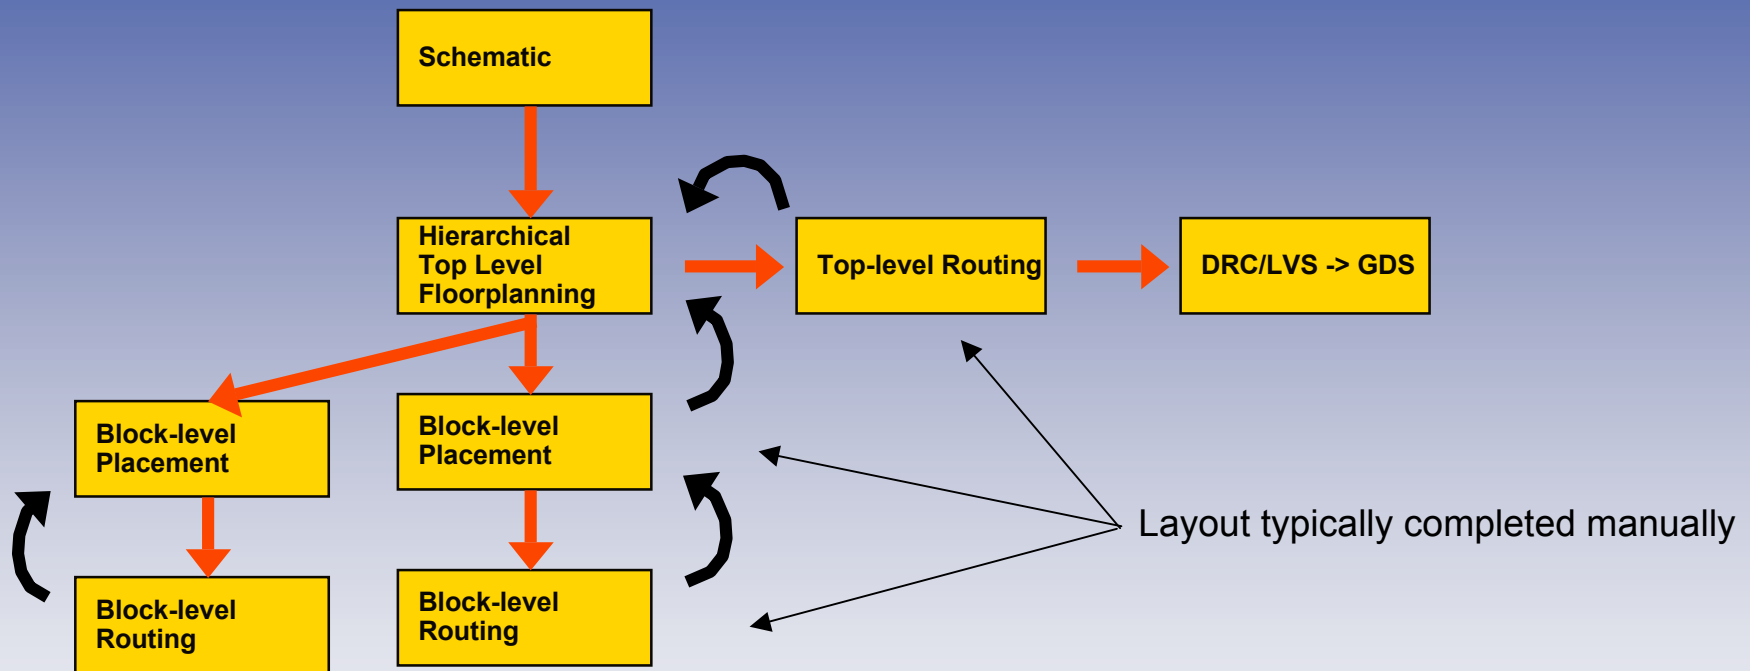 Schematic
Hierarchical
Top Level
Floorplanning
Top-level Routing
DRC/LVS -> GDS
Block-level
Placement
Block-level
Placement
Layout typically completed manually
Block-level
Routing
Block-level
Routing